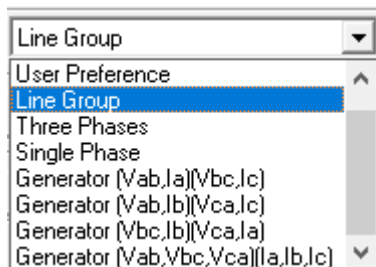 Line Group
User Preference
Line Group
Three Phases
Single Phase
Generator (Vab,Ia)(Vbc,Ic)
Generator (Vab,Ib)(Vca,Ic)
Generator (Vbc,Ib)(Vca,Ia)
Generator (Vab,Vbc,Vca)(Ia,Ib,Ic)